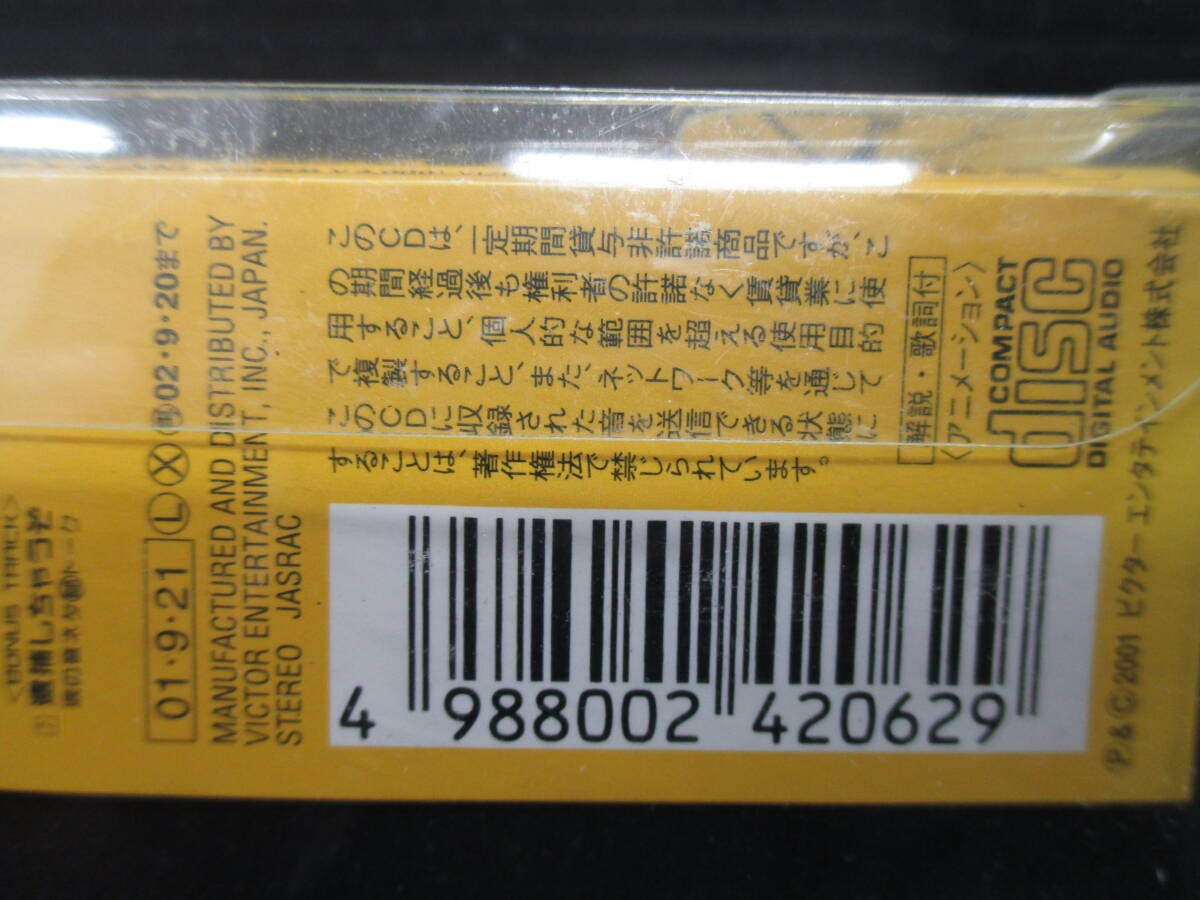 <BONUS TRACK>
⑦ 逮捕しちゃうぞ
01・9・21 Ⓛ Ⓧ 02・9・20まで
MANUFACTURED AND DISTRIBUTED BY
VICTOR ENTERTAINMENT, INC., JAPAN.
STEREO JASRAC
このCDは、一定期間貸与非許諾商品ですが、こ
の期間経過後も権利者の許諾なく賃貸業に使
用すること、個人的な範囲を超える使用目的
で複製すること、また、ネットワーク等を通じて
このCDに収録された音を、送信できる状態に
することは、著作権法で禁じられています。
解説・歌詞付
〈アニメーション〉
COMPACT
disc
DIGITAL AUDIO
Ⓟ & Ⓒ 2001 ビクターエンタテインメント株式会社
4 988002 420629